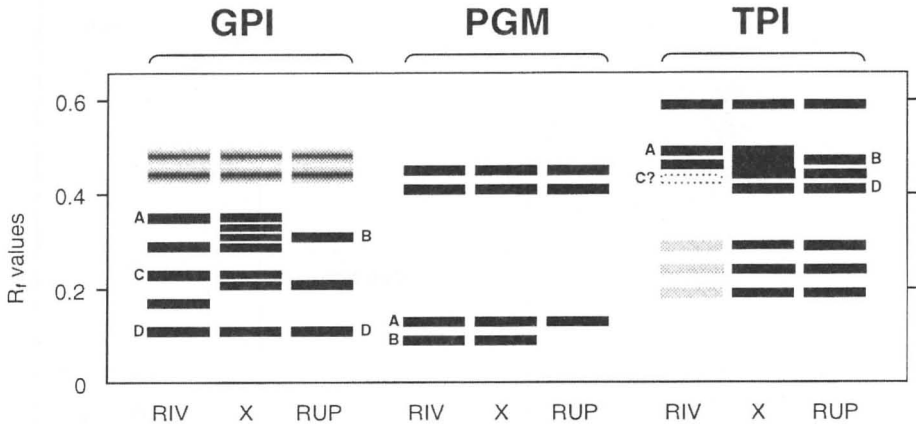 GPI PGM TPI
0.6
A B
C?
D
0.4
A
B
Rf values
C
0.2
D D
A
B
0
RIV X RUP RIV X RUP RIV X RUP